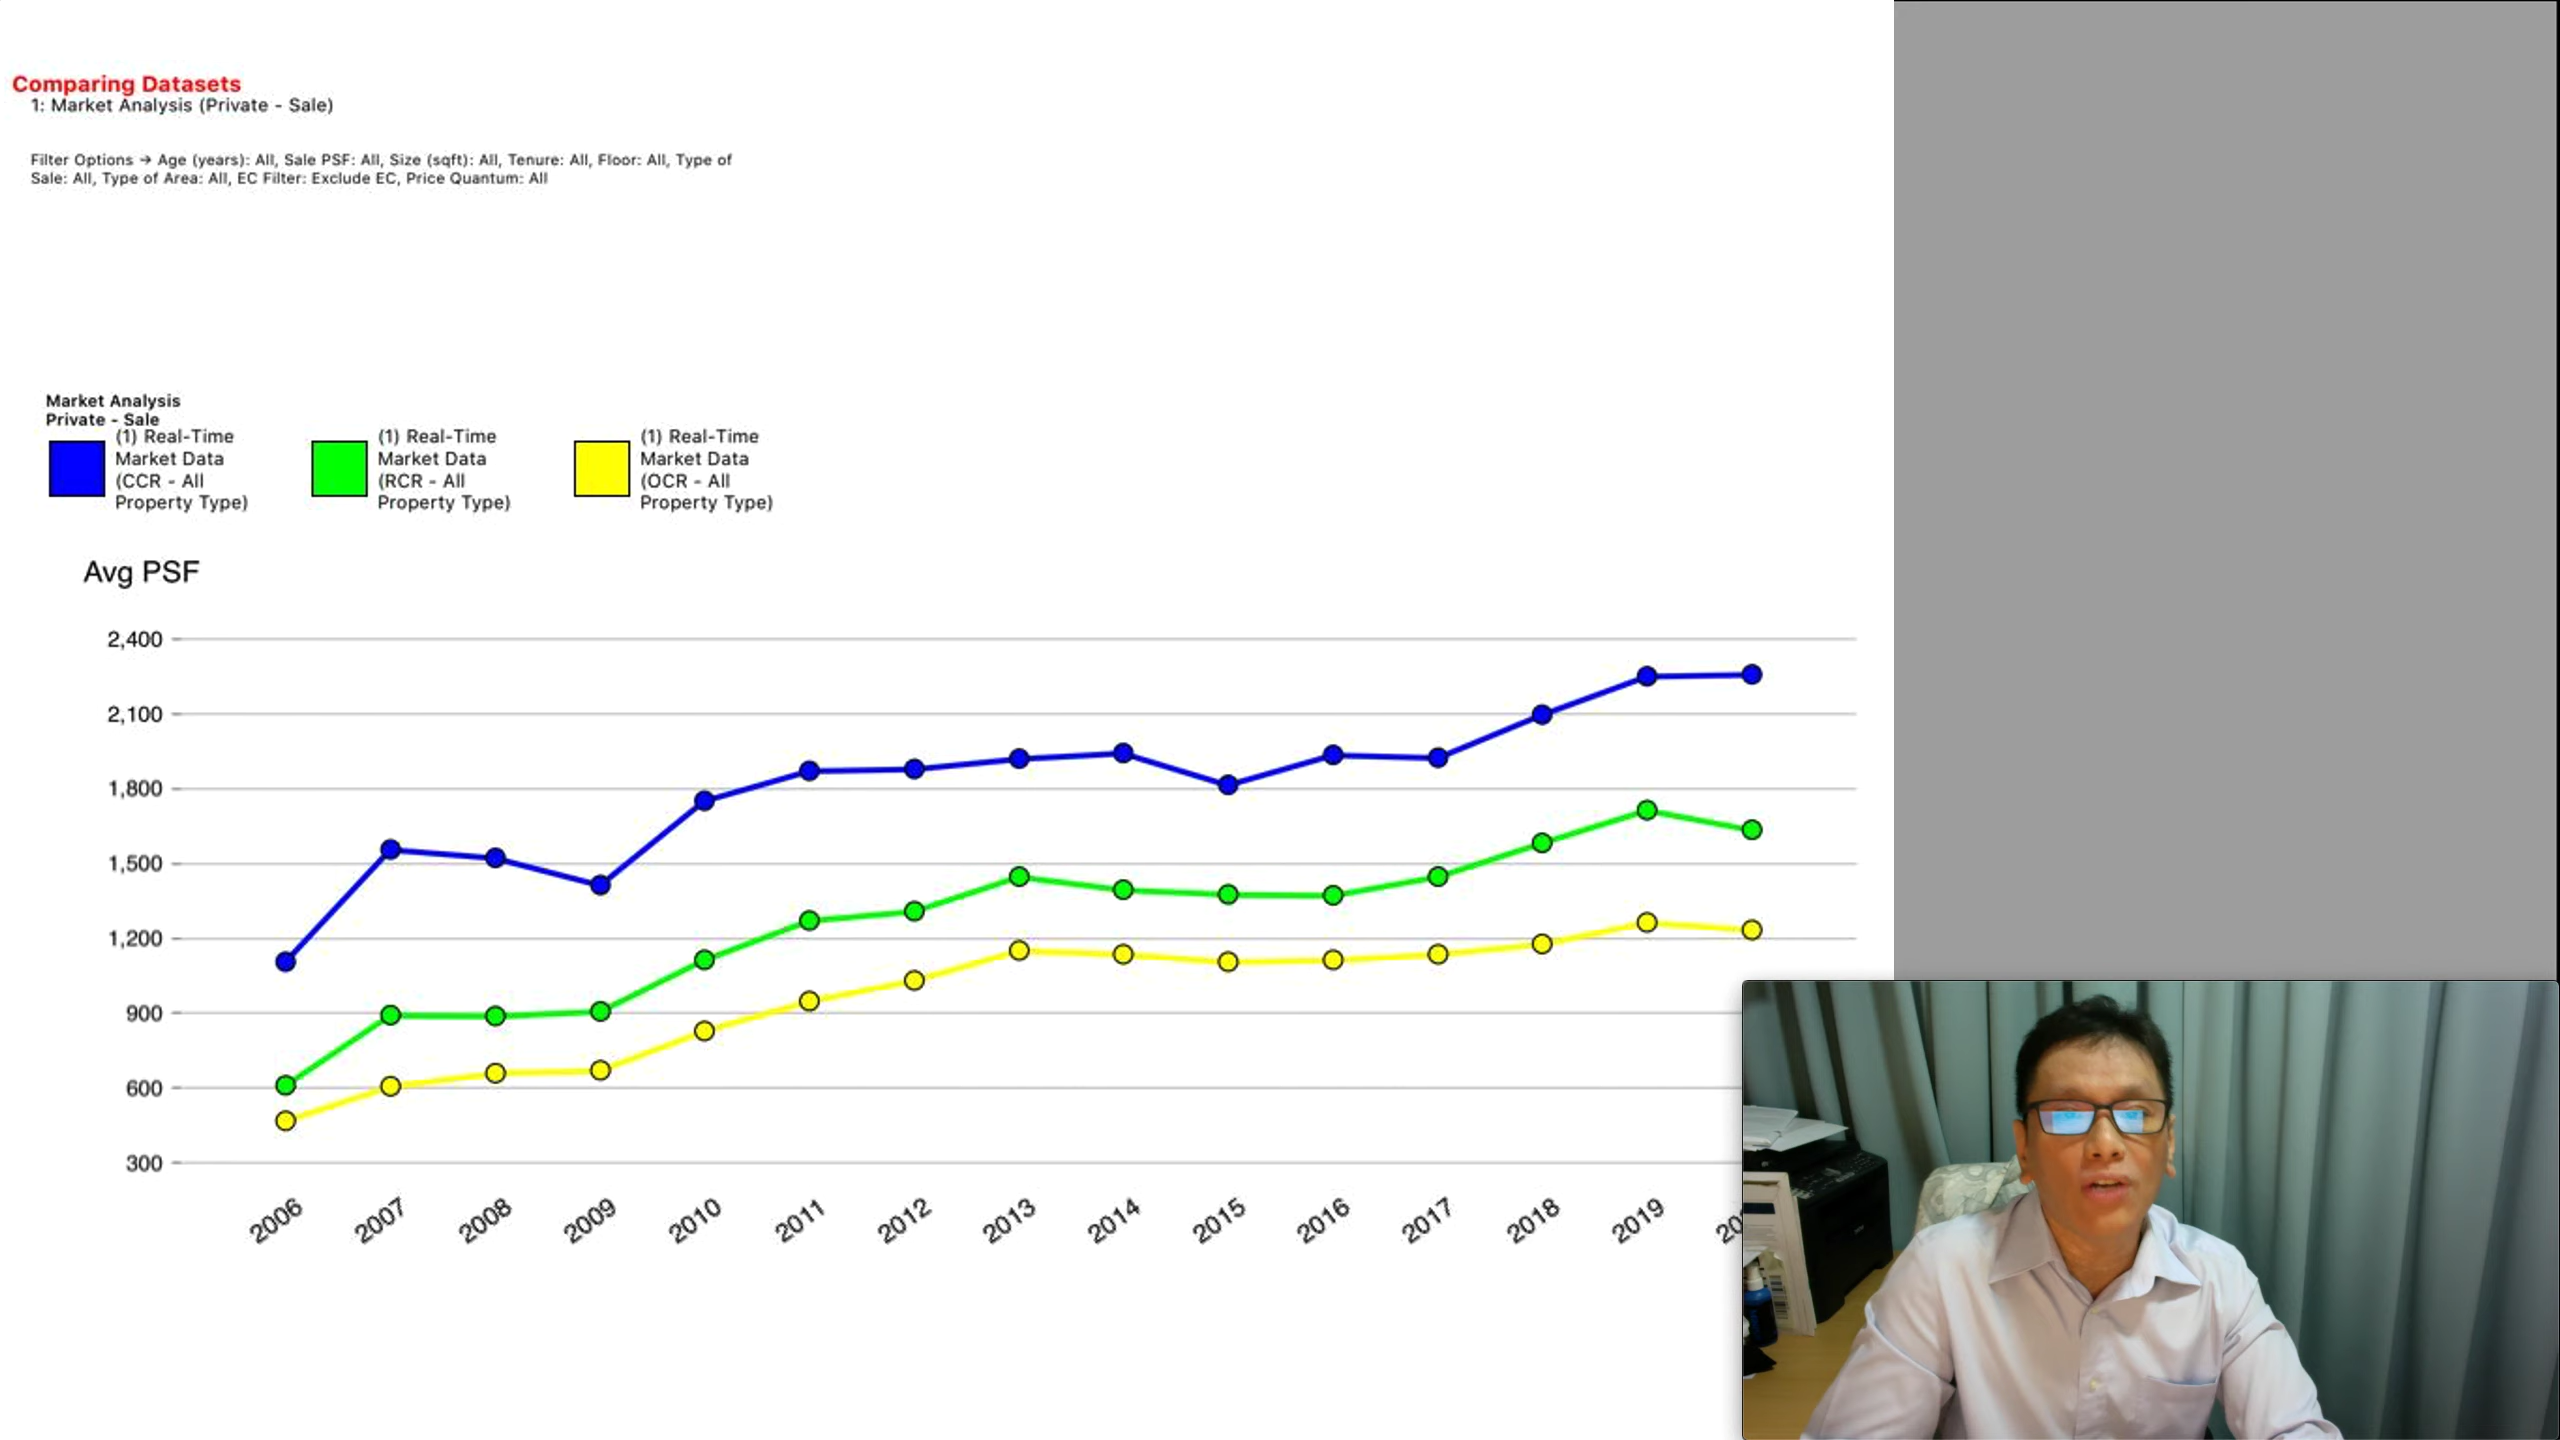 Comparing Datasets
1: Market Analysis (Private - Sale)
Filter Options → Age (years): All, Sale PSF: All, Size (sqft): All, Tenure: All, Floor: All, Type of
Sale: All, Type of Area: All, EC Filter: Exclude EC, Price Quantum: All
Market Analysis
Private - Sale
(1) Real-Time
Market Data
(CCR - All
Property Type)
(1) Real-Time
Market Data
(RCR - All
Property Type)
(1) Real-Time
Market Data
(OCR - All
Property Type)
Avg PSF
2,400
2,100
1,800
1,500
1,200
900
600
300
2006 2007 2008 2009 2010 2011 2012 2013 2014 2015 2016 2017 2018 2019